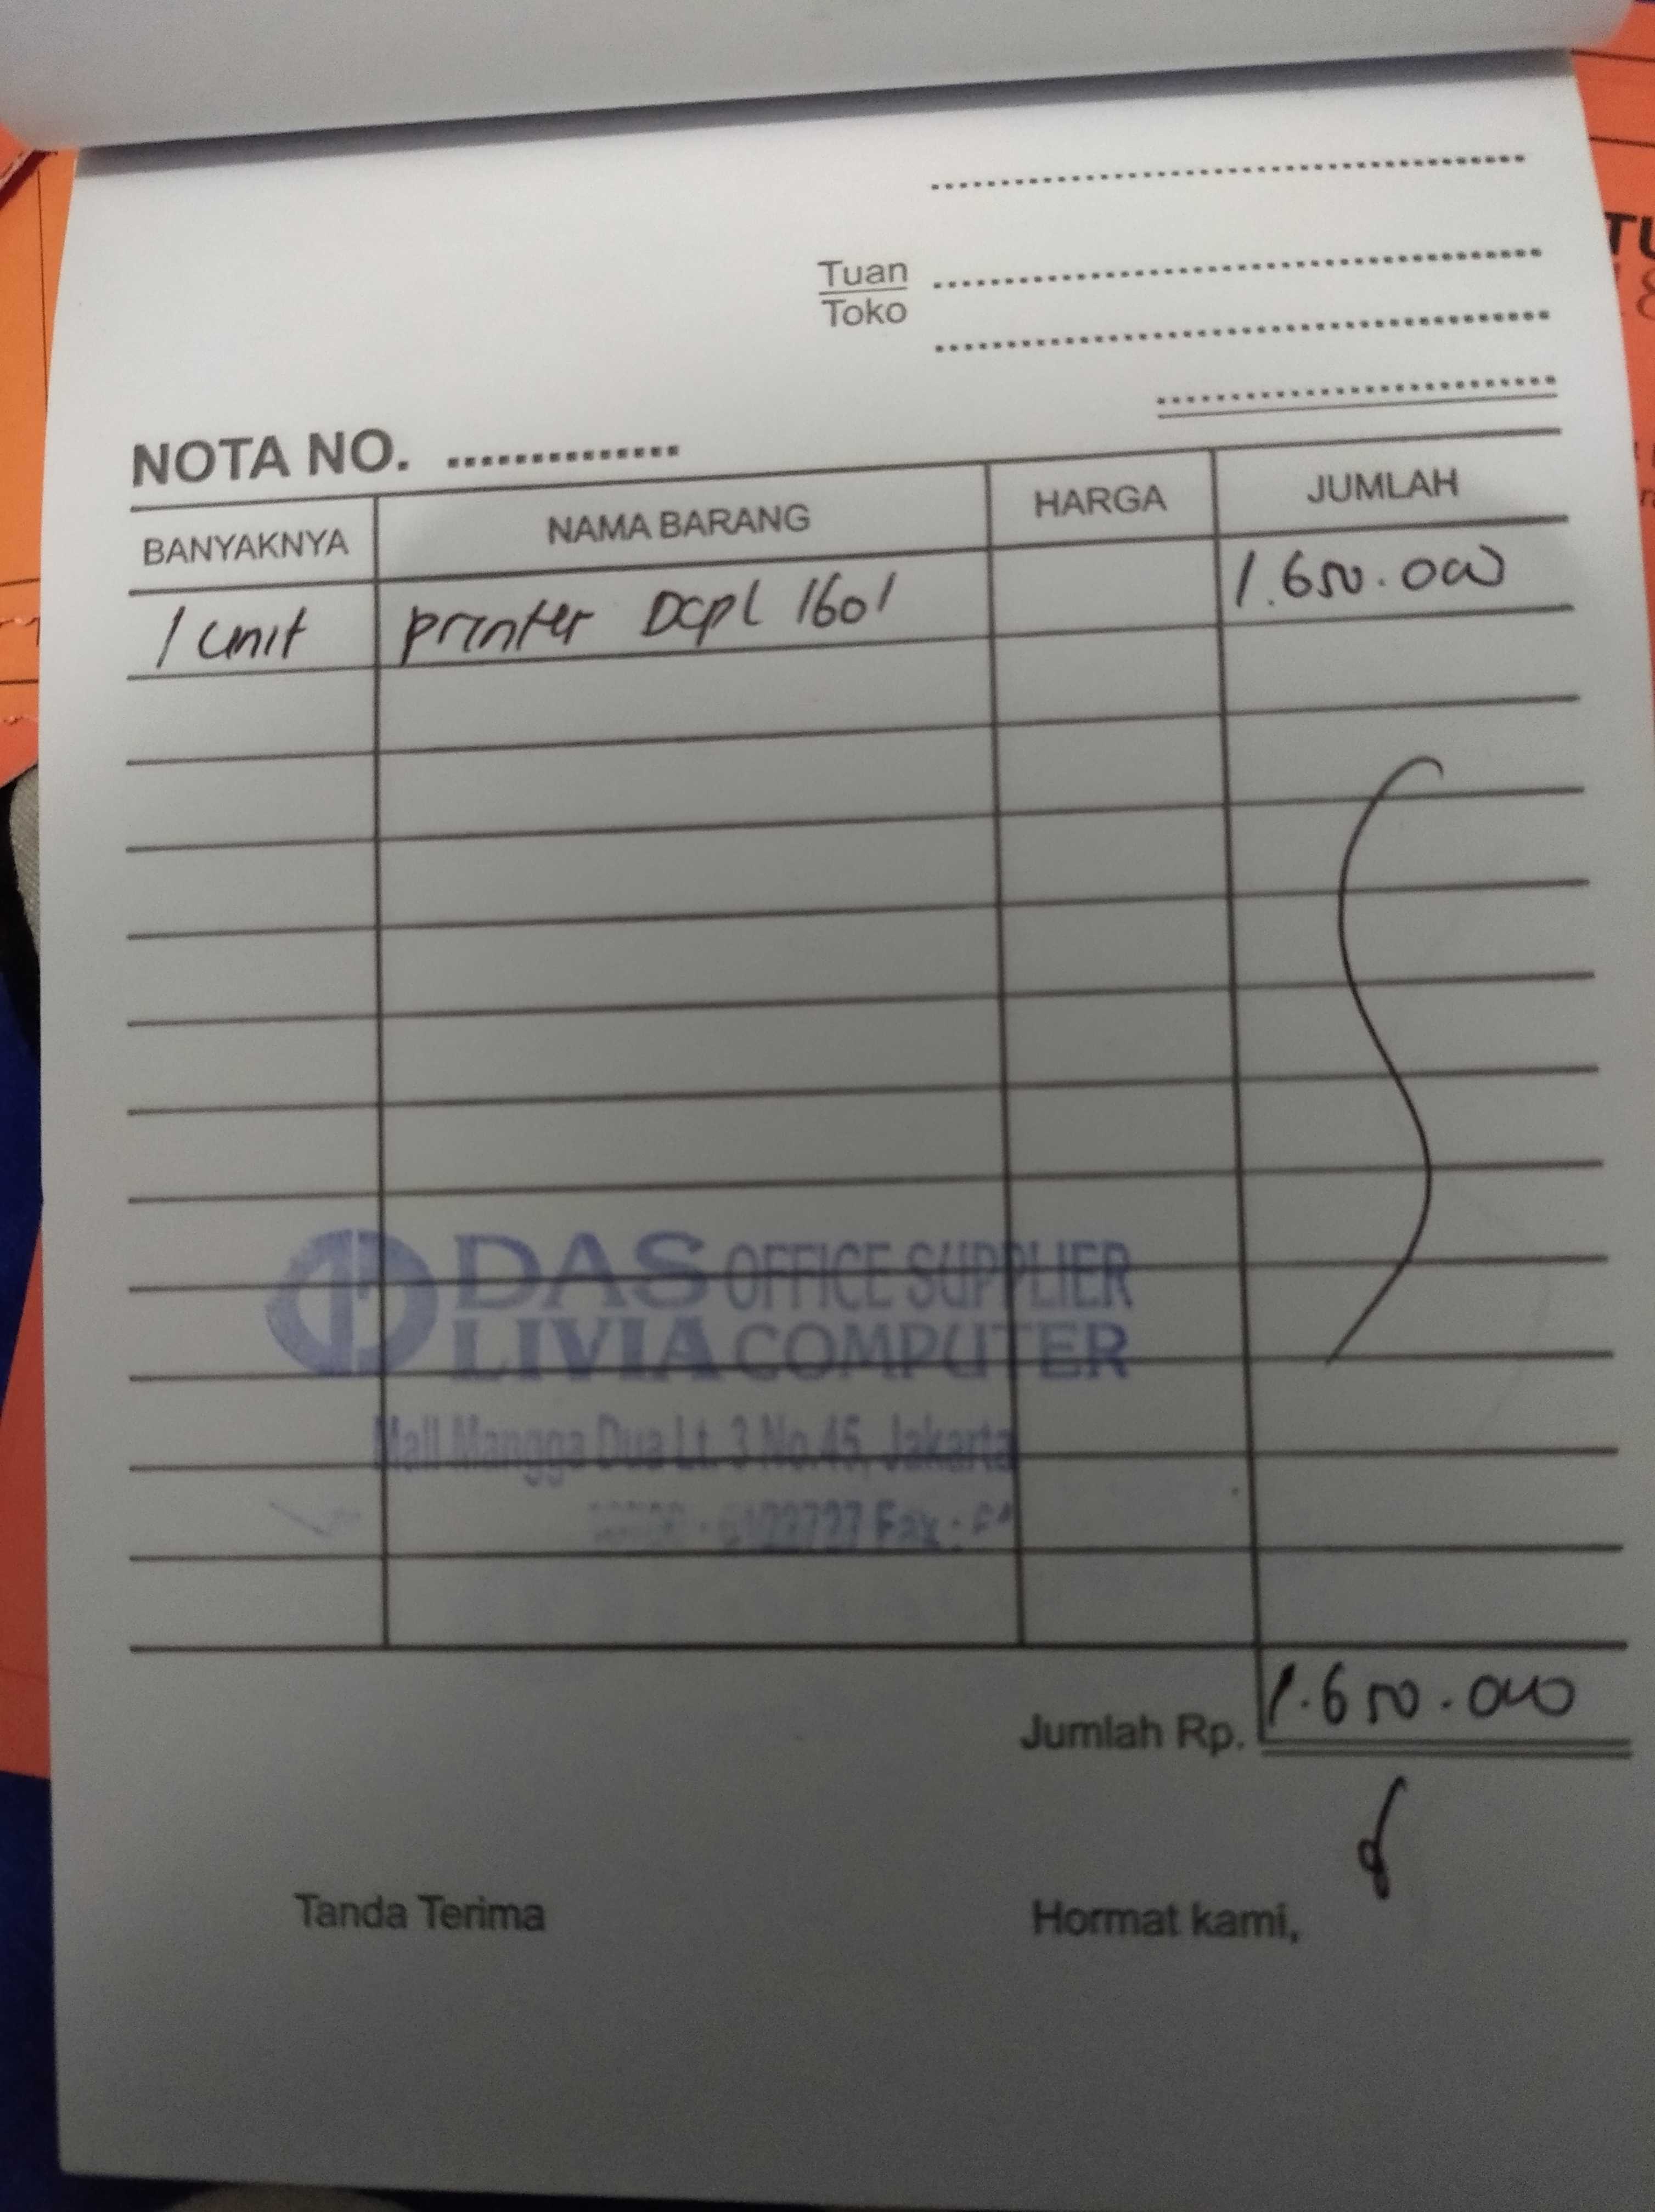 Tuan
Toko
NOTA NO. ..............
BANYAKNYA NAMA BARANG HARGA JUMLAH
1 unit printer Dcpl 1601 1.650.000
DAS OFFICE SUPPLIER
LIVIA COMPUTER
Mall Mangga Dua Lt. 3 No.45, Jakarta
6123727 Fax :
Jumlah Rp. 1.650.000
Tanda Terima Hormat kami,